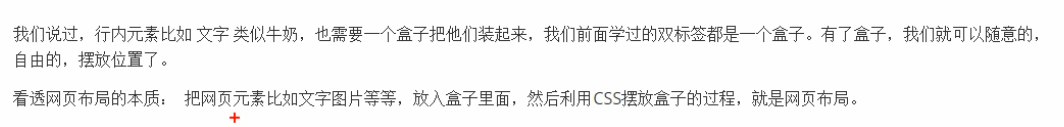 我们说过，行内元素比如 文字 类似牛奶，也需要一个盒子把他们装起来，我们前面学过的双标签都是一个盒子。有了盒子，我们就可以随意的，
自由的，摆放位置了。
看透网页布局的本质： 把网页元素比如文字图片等等，放入盒子里面，然后利用CSS摆放盒子的过程，就是网页布局。